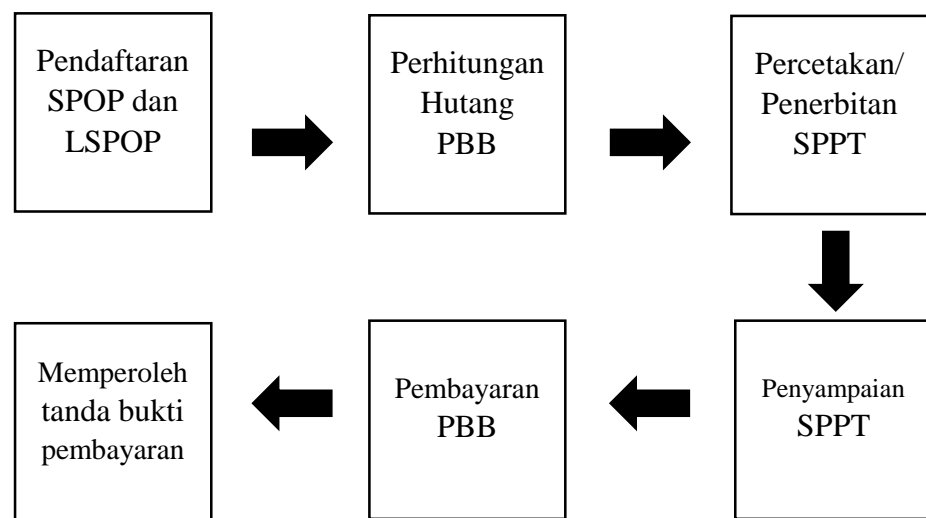 Pendaftaran
SPOP dan
LSPOP
Perhitungan
Hutang
PBB
Percetakan/
Penerbitan
SPPT
Penyampaian
SPPT
Pembayaran
PBB
Memperoleh
tanda bukti
pembayaran